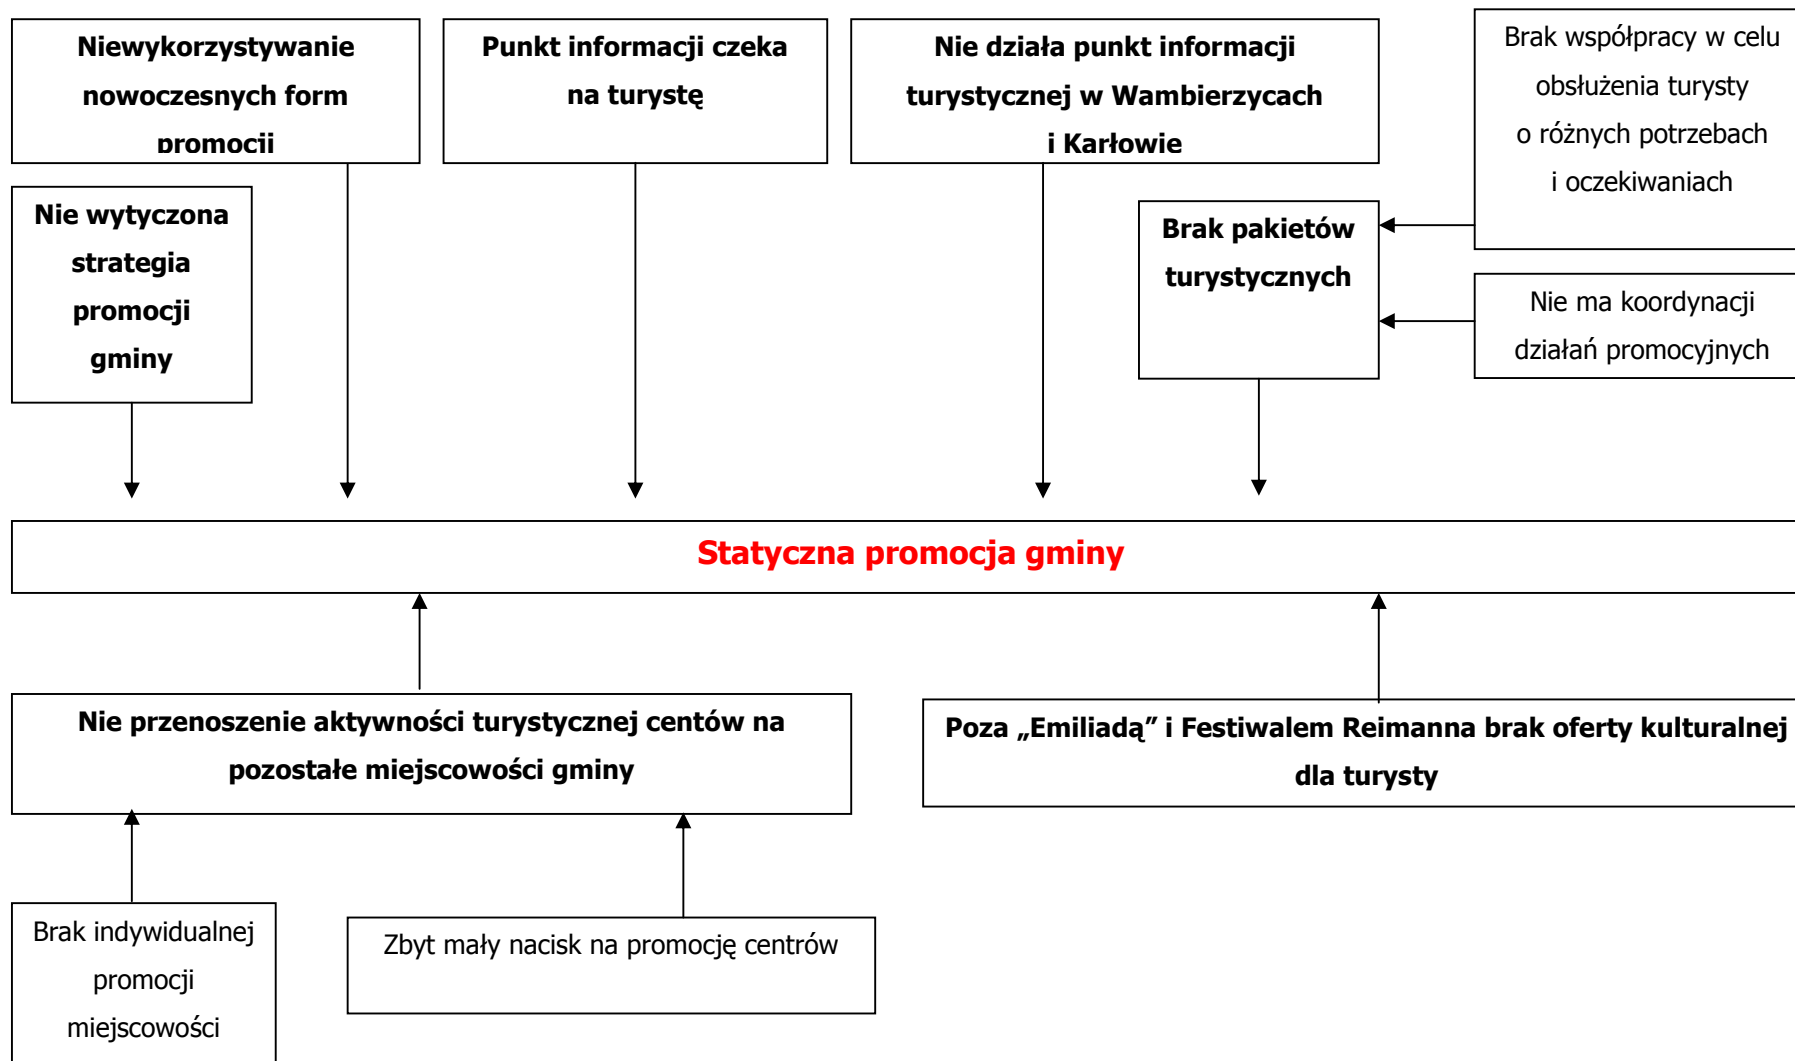 Niewykorzystywanie
nowoczesnych form
promocji
Punkt informacji czeka
na turystę
Nie działa punkt informacji
turystycznej w Wambierzycach
i Karłowie
Brak współpracy w celu
obsłużenia turysty
o różnych potrzebach
i oczekiwaniach
Nie wytyczona
strategia
promocji
gminy
Brak pakietów
turystycznych
Nie ma koordynacji
działań promocyjnych
Statyczna promocja gminy
Nie przenoszenie aktywności turystycznej centów na
pozostałe miejscowości gminy
Poza „Emiliadą” i Festiwalem Reimanna brak oferty kulturalnej
dla turysty
Brak indywidualnej
promocji
miejscowości
Zbyt mały nacisk na promocję centrów